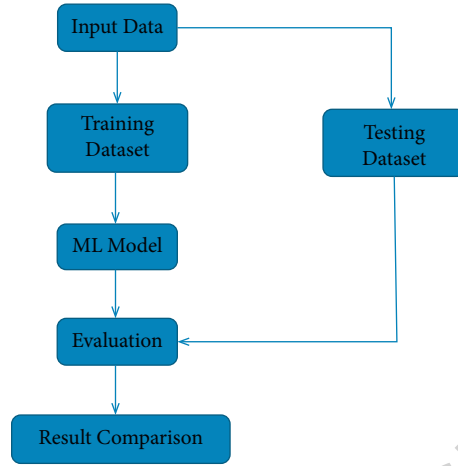 Input Data
Training
Dataset
Testing
Dataset
ML Model
Evaluation
Result Comparison